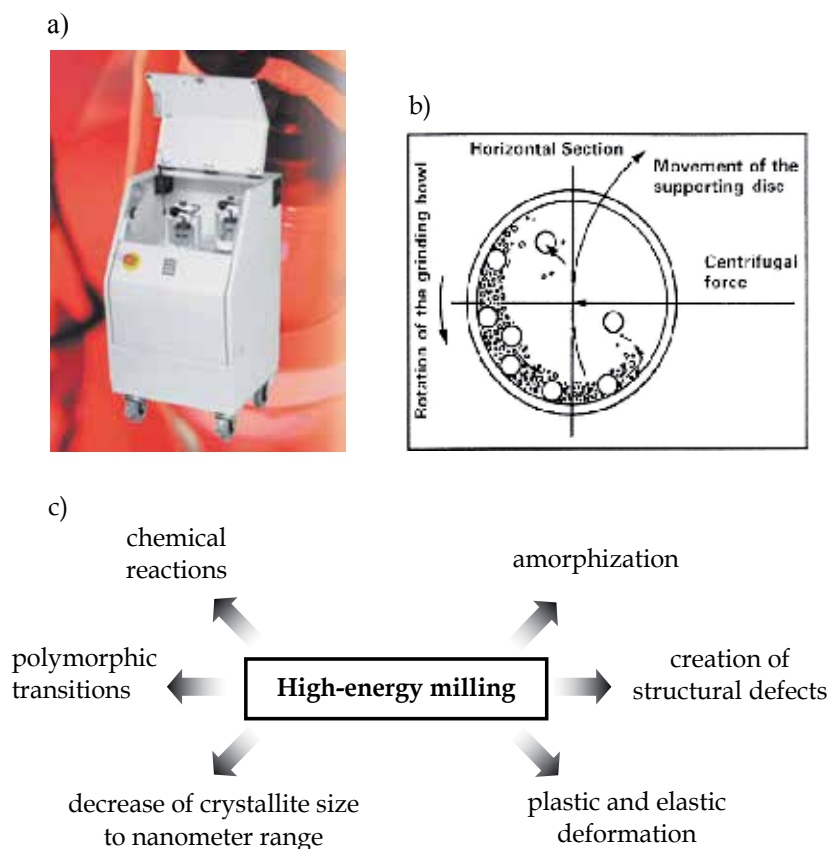 a)
b)
Horizontal Section
Movement of the
supporting disc
Centrifugal
force
Rotation of the grinding bowl
c)
chemical
reactions
amorphization
polymorphic
transitions
High-energy milling
creation of
structural defects
decrease of crystallite size
to nanometer range
plastic and elastic
deformation